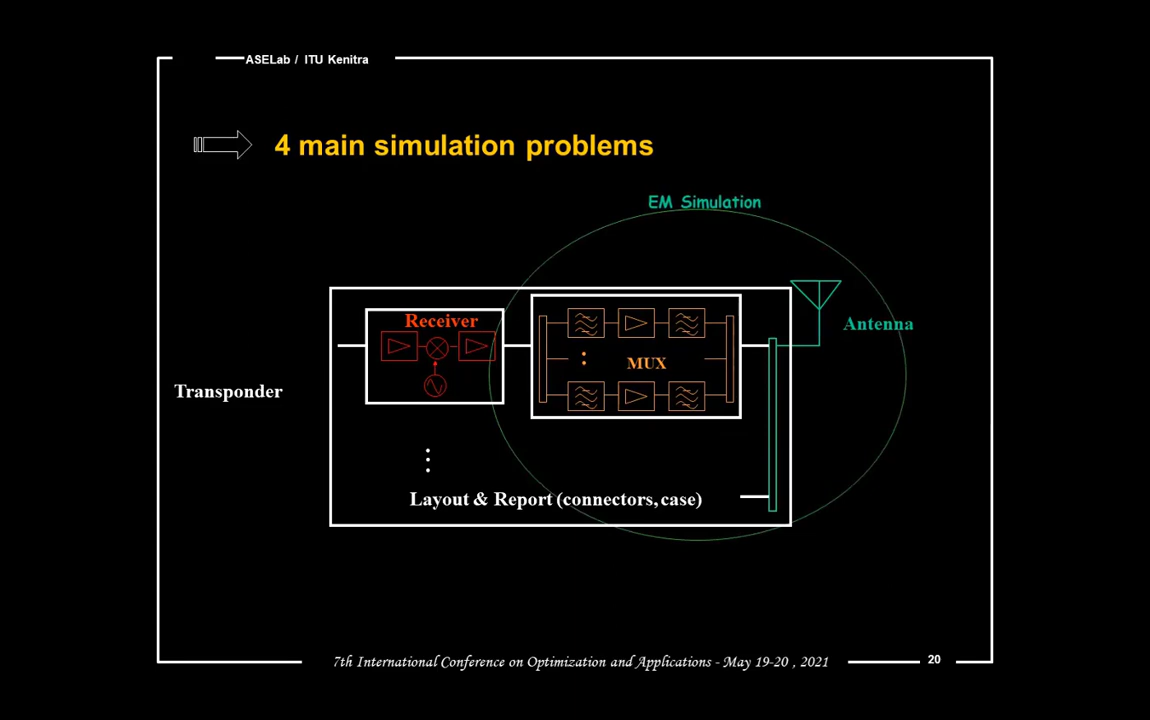 ASELab / ITU Kenitra
4 main simulation problems
EM Simulation
Receiver
Antenna
MUX
Transponder
Layout & Report (connectors, case)
7th International Conference on Optimization and Applications - May 19-20 , 2021
20